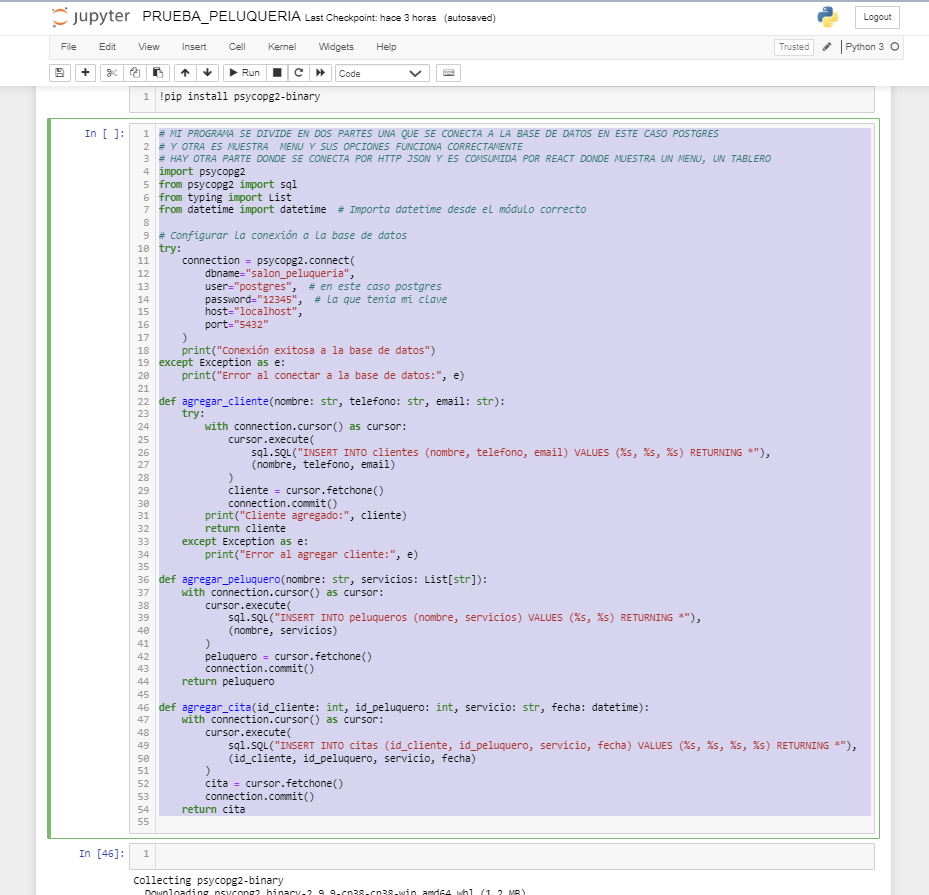 jupyter PRUEBA_PELUQUERIA Last Checkpoint: hace 3 horas (autosaved)
Logout
File Edit View Insert Cell Kernel Widgets Help
Trusted Python 3
Run Code
1 !pip install psycopg2-binary
In [ ]:
1 # MI PROGRAMA SE DIVIDE EN DOS PARTES UNA QUE SE CONECTA A LA BASE DE DATOS EN ESTE CASO POSTGRES
2 # Y OTRA ES MUESTRA  MENU Y SUS OPCIONES FUNCIONA CORRECTAMENTE
3 # HAY OTRA PARTE DONDE SE CONECTA POR HTTP JSON Y ES COMSUMIDA POR REACT DONDE MUESTRA UN MENU, UN TABLERO
4 import psycopg2
5 from psycopg2 import sql
6 from typing import List
7 from datetime import datetime  # Importa datetime desde el módulo correcto
8
9 # Configurar la conexión a la base de datos
10 try:
11     connection = psycopg2.connect(
12         dbname="salon_peluqueria",
13         user="postgres",  # en este caso postgres
14         password="12345",  # la que tenia mi clave
15         host="localhost",
16         port="5432"
17     )
18     print("Conexión exitosa a la base de datos")
19 except Exception as e:
20     print("Error al conectar a la base de datos:", e)
21
22 def agregar_cliente(nombre: str, telefono: str, email: str):
23     try:
24         with connection.cursor() as cursor:
25             cursor.execute(
26                 sql.SQL("INSERT INTO clientes (nombre, telefono, email) VALUES (%s, %s, %s) RETURNING *"),
27                 (nombre, telefono, email)
28             )
29             cliente = cursor.fetchone()
30             connection.commit()
31         print("Cliente agregado:", cliente)
32         return cliente
33     except Exception as e:
34         print("Error al agregar cliente:", e)
35
36 def agregar_peluquero(nombre: str, servicios: List[str]):
37     with connection.cursor() as cursor:
38         cursor.execute(
39             sql.SQL("INSERT INTO peluqueros (nombre, servicios) VALUES (%s, %s) RETURNING *"),
40             (nombre, servicios)
41         )
42         peluquero = cursor.fetchone()
43         connection.commit()
44     return peluquero
45
46 def agregar_cita(id_cliente: int, id_peluquero: int, servicio: str, fecha: datetime):
47     with connection.cursor() as cursor:
48         cursor.execute(
49             sql.SQL("INSERT INTO citas (id_cliente, id_peluquero, servicio, fecha) VALUES (%s, %s, %s, %s) RETURNING *"),
50             (id_cliente, id_peluquero, servicio, fecha)
51         )
52         cita = cursor.fetchone()
53         connection.commit()
54     return cita
55
In [46]: 1
Collecting psycopg2-binary
Downloading psycopg2_binary-2.9.9-cp38-cp38-win_amd64.whl (1.2 MB)